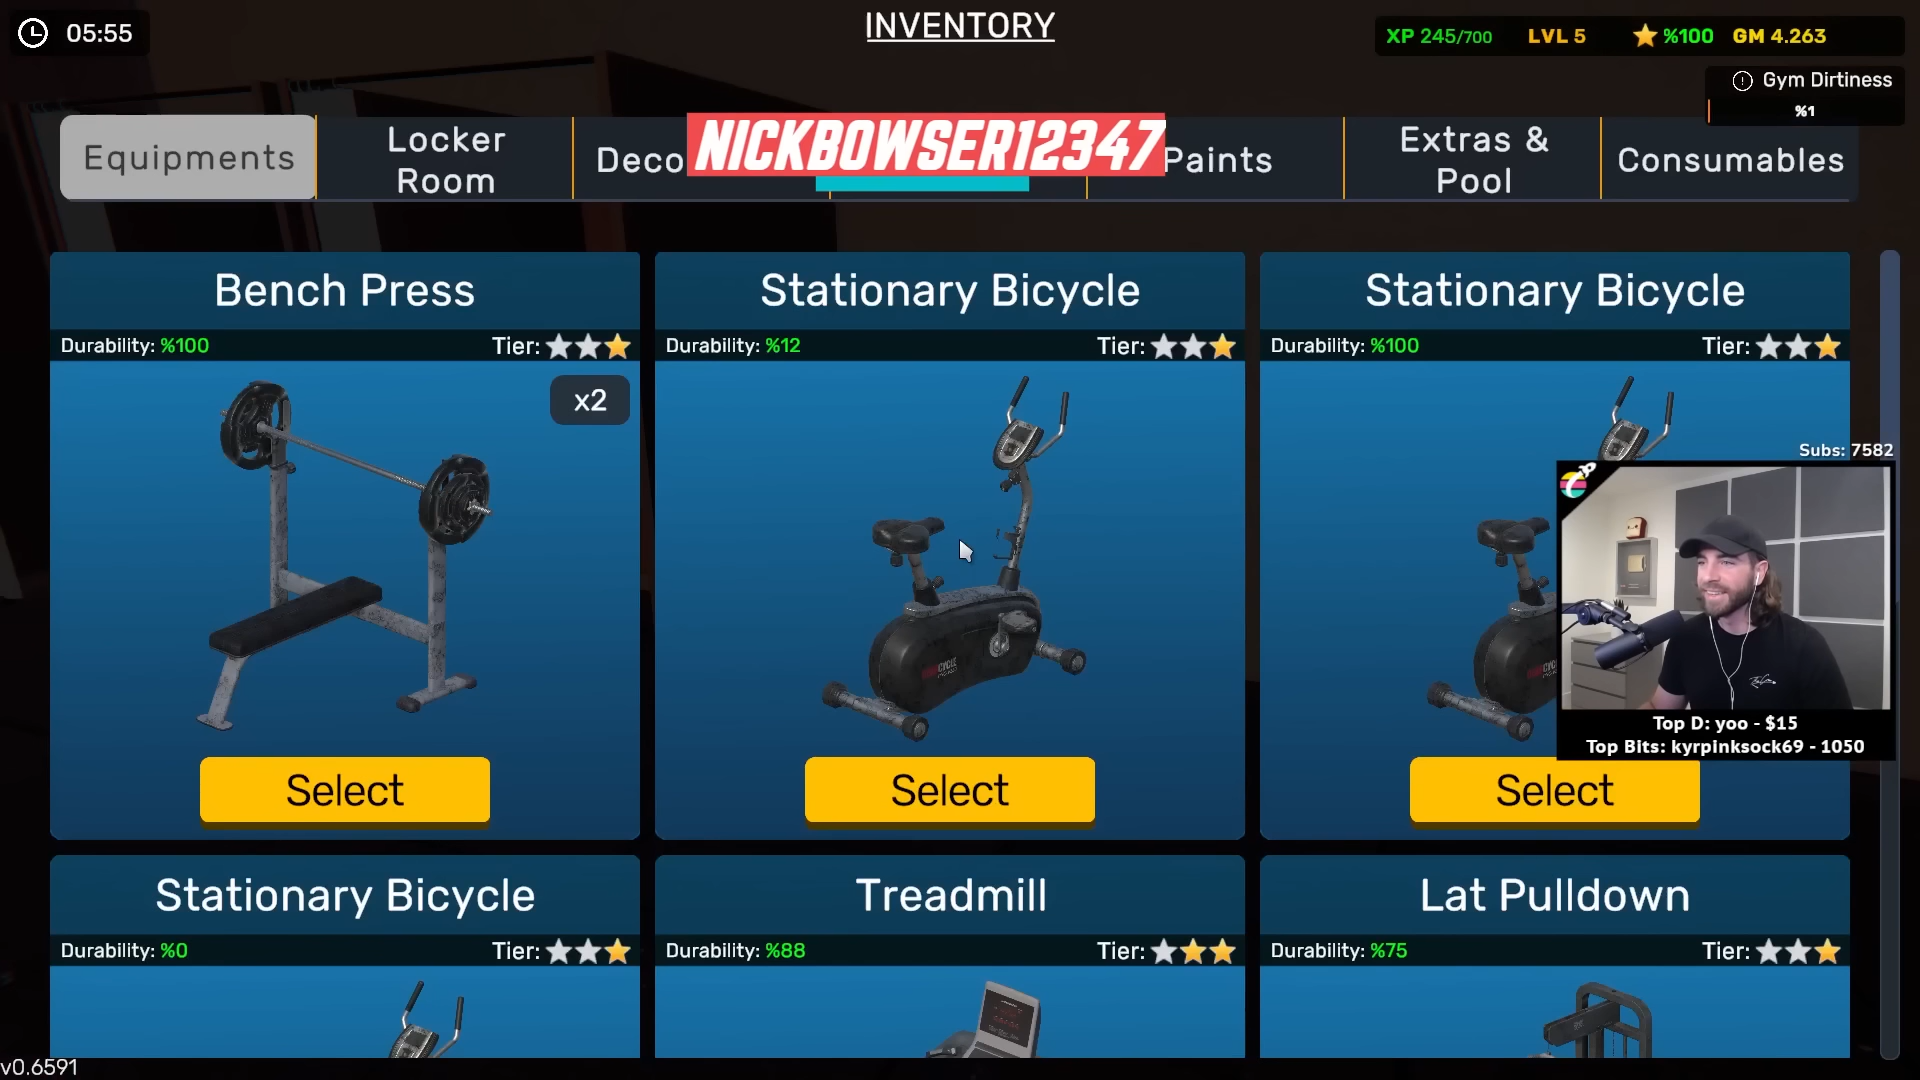 05:55
INVENTORY
XP 245/700 LVL 5 %100 GM 4.263
Gym Dirtiness
%1
Equipments
Locker
Room
Deco
NICKBOWSER12347
Paints
Extras &
Pool
Consumables
Bench Press
Durability: %100 Tier:
x2
Select
Stationary Bicycle
Durability: %12 Tier:
Select
Stationary Bicycle
Durability: %100 Tier:
Select
Subs: 7582
Top D: yoo - $15
Top Bits: kyrpinksock69 - 1050
Stationary Bicycle
Durability: %0 Tier:
Treadmill
Durability: %88 Tier:
Lat Pulldown
Durability: %75 Tier:
v0.6591